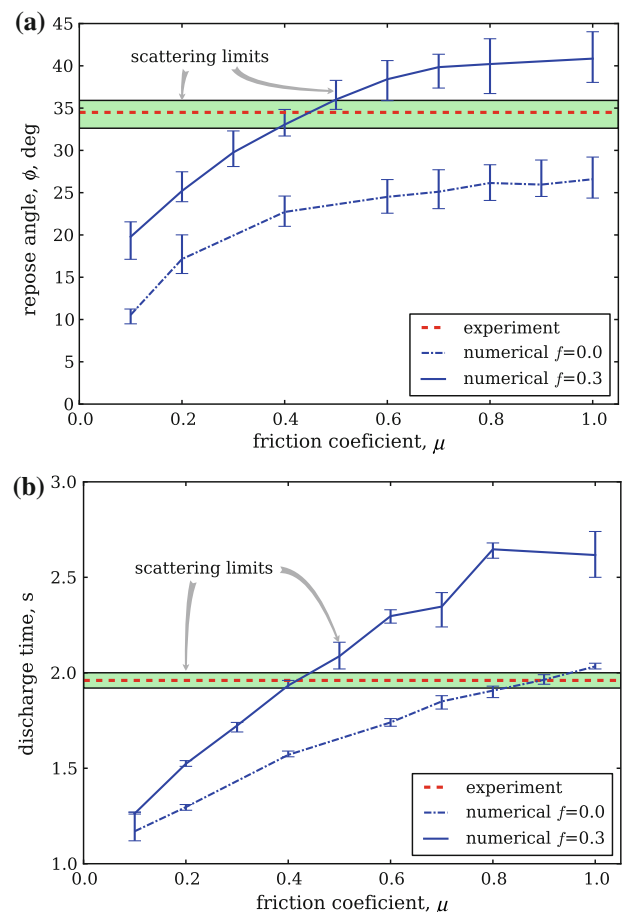 (a)
45
40
35
30
25
20
15
10
5
0
repose angle, ϕ, deg
scattering limits
experiment
numerical f=0.0
numerical f=0.3
0.0 0.2 0.4 0.6 0.8 1.0
friction coeficient, μ
(b)
3.0
2.5
2.0
1.5
1.0
discharge time, s
scattering limits
experiment
numerical f=0.0
numerical f=0.3
0.0 0.2 0.4 0.6 0.8 1.0
friction coeficient, μ